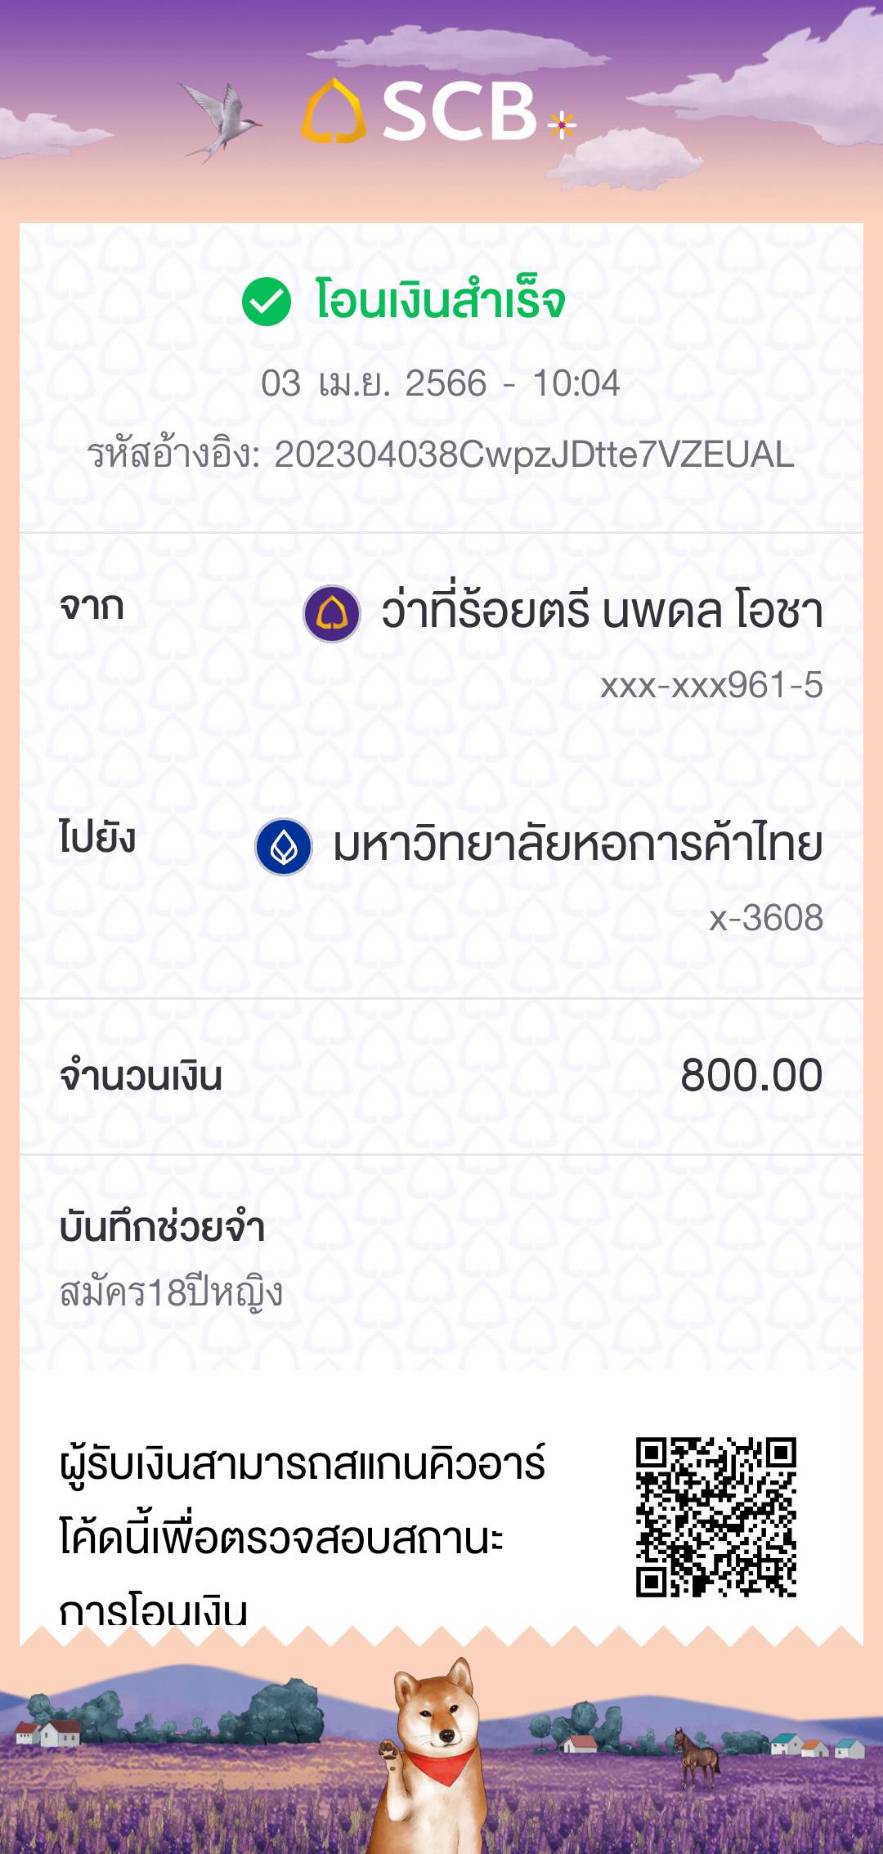 SCB
โอนเงินสำเร็จ
03 เม.ย. 2566 - 10:04
รหัสอ้างอิง: 202304038CwpzJDtte7VZEUAL
จาก
ว่าที่ร้อยตรี นพดล โอชา
xxx-xxx961-5
ไปยัง
มหาวิทยาลัยหอการค้าไทย
x-3608
จำนวนเงิน
800.00
บันทึกช่วยจำ
สมัคร18ปีหญิง
ผู้รับเงินสามารถสแกนคิวอาร์
โค้ดนี้เพื่อตรวจสอบสถานะ
การโอนเงิน